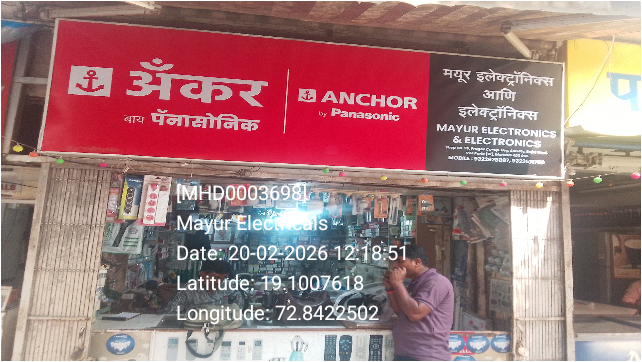 अँकर
बाय पॅनासोनिक
ANCHOR
by Panasonic
मयूर इलेक्ट्रॉनिक्स
आणि
इलेक्ट्रॉनिक्स
MAYUR ELECTRONICS
& ELECTRONICS
[MHD0003698]
Mayur Electricals
Date: 20-02-2026 12:18:51
Latitude: 19.1007618
Longitude: 72.8422502